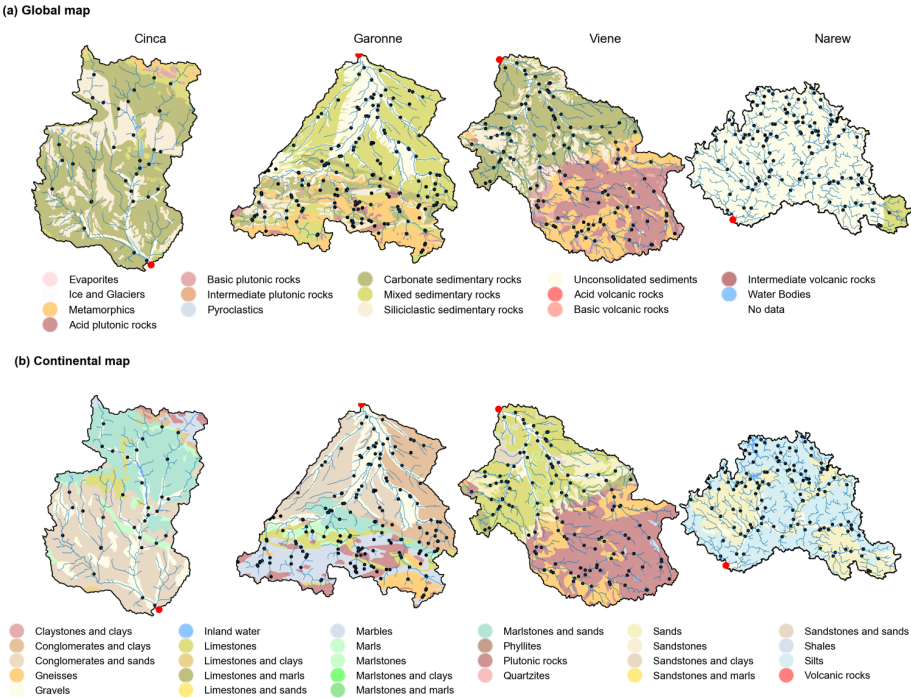 (a) Global map
Cinca Garonne Viene Narew
Evaporites Basic plutonic rocks Carbonate sedimentary rocks Unconsolidated sediments Intermediate volcanic rocks
Ice and Glaciers Intermediate plutonic rocks Mixed sedimentary rocks Acid volcanic rocks Water Bodies
Metamorphics Pyroclastics Siliciclastic sedimentary rocks Basic volcanic rocks No data
Acid plutonic rocks
(b) Continental map
Claystones and clays Inland water Marbles Marlstones and sands Sands Sandstones and sands
Conglomerates and clays Limestones Marls Phyllites Sandstones Shales
Conglomerates and sands Limestones and clay Marlstones Plutonic rocks Sandstones and clay Silts
Gneisses Limestones and marls Marlstones and clays Quartzites Sandstones and marls Volcanic rocks
Gravels Limestones and sands Marlstones and marls